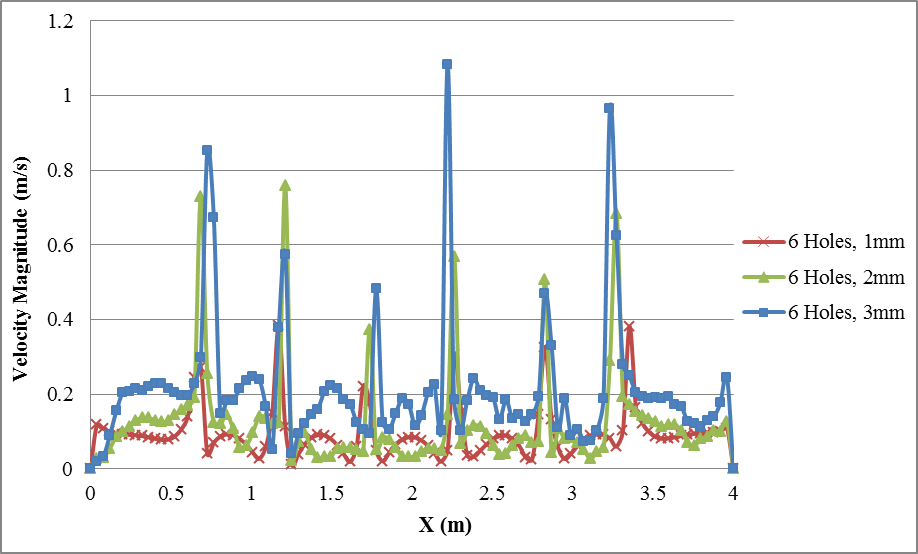 1.2
1
0.8
0.6
0.4
0.2
0
Velocity Magnitude (m/s)
0 0.5 1 1.5 2 2.5 3 3.5 4
X (m)
6 Holes, 1mm
6 Holes, 2mm
6 Holes, 3mm